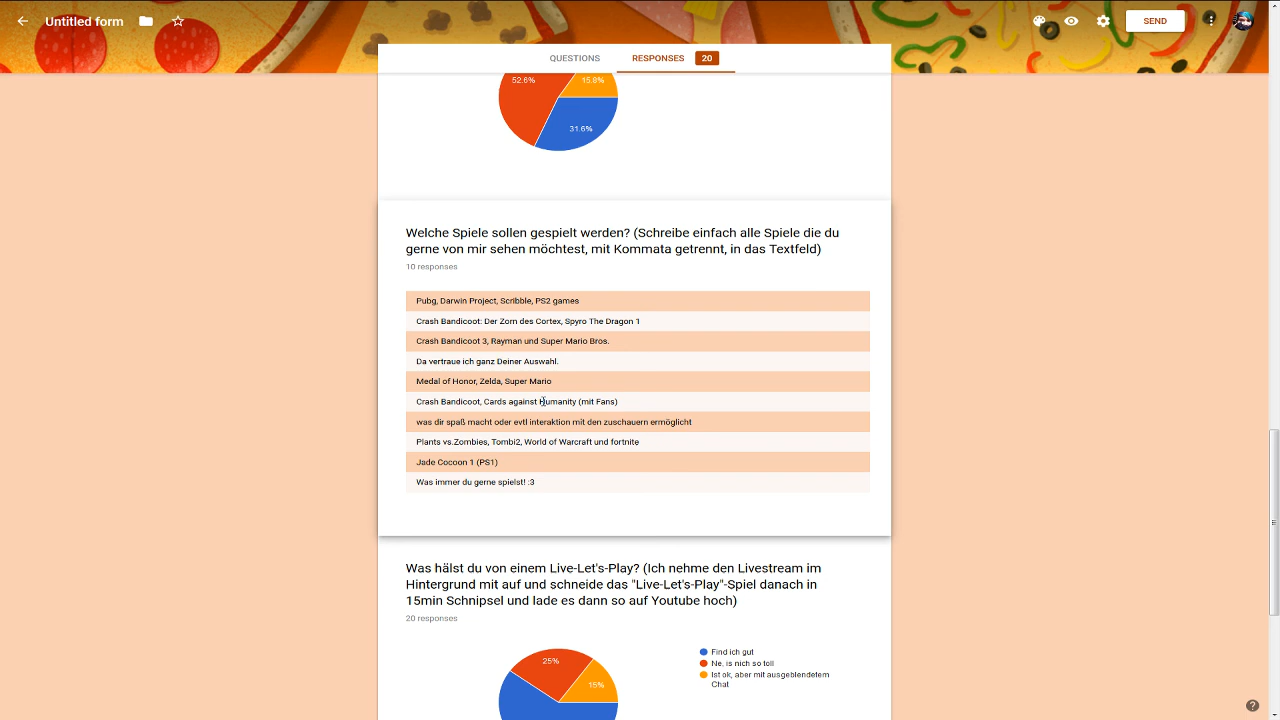 Untitled form
SEND
QUESTIONS
RESPONSES 20
52.6%
15.8%
31.6%
Welche Spiele sollen gespielt werden? (Schreibe einfach alle Spiele die du
gerne von mir sehen möchtest, mit Kommata getrennt, in das Textfeld)
10 responses
Pubg, Darwin Project, Scribble, PS2 games
Crash Bandicoot: Der Zorn des Cortex, Spyro The Dragon 1
Crash Bandicoot 3, Rayman und Super Mario Bros.
Da vertraue ich ganz Deiner Auswahl.
Medal of Honor, Zelda, Super Mario
Crash Bandicoot, Cards against Humanity (mit Fans)
was dir spaß macht oder evtl interaktion mit den zuschauern ermöglicht
Plants vs.Zombies, Tombi2, World of Warcraft und fortnite
Jade Cocoon 1 (PS1)
Was immer du gerne spielst! :3
Was hälst du von einem Live-Let's-Play? (Ich nehme den Livestream im
Hintergrund mit auf und schneide das "Live-Let's-Play"-Spiel danach in
15min Schnipsel und lade es dann so auf Youtube hoch)
20 responses
25%
15%
Find ich gut
Ne, is nich so toll
Ist ok, aber mit ausgeblendetem
Chat